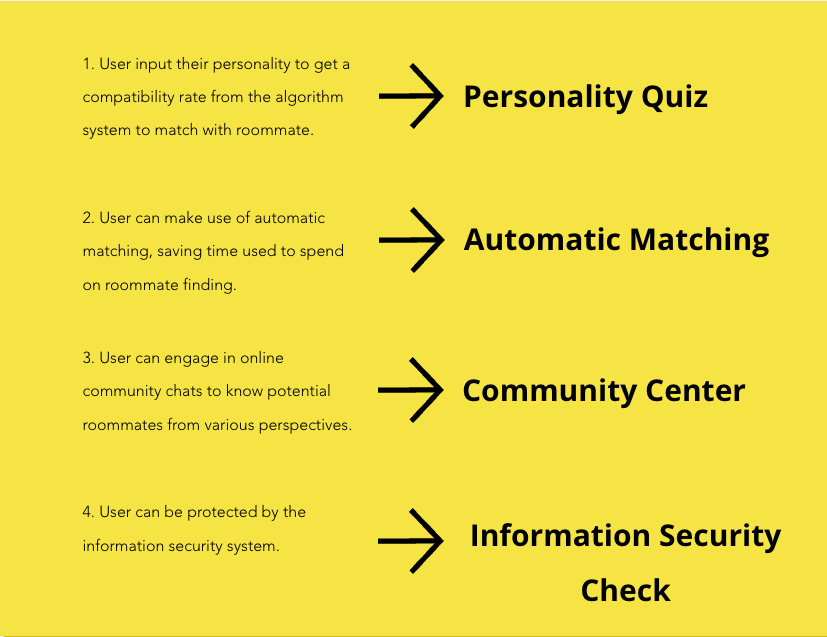 1. User input their personality to get a
compatibility rate from the algorithm
system to match with roommate.
Personality Quiz
2. User can make use of automatic
matching, saving time used to spend
on roommate finding.
Automatic Matching
3. User can engage in online
community chats to know potential
roommates from various perspectives.
Community Center
4. User can be protected by the
information security system.
Information Security
Check